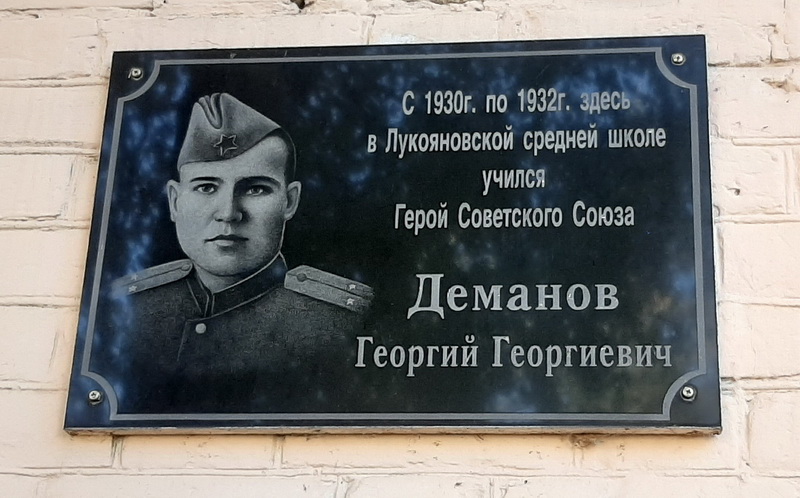 С 1930г. по 1932г. здесь
в Лукояновской средней школе
учился
Герой Советского Союза
Деманов
Георгий Георгиевич